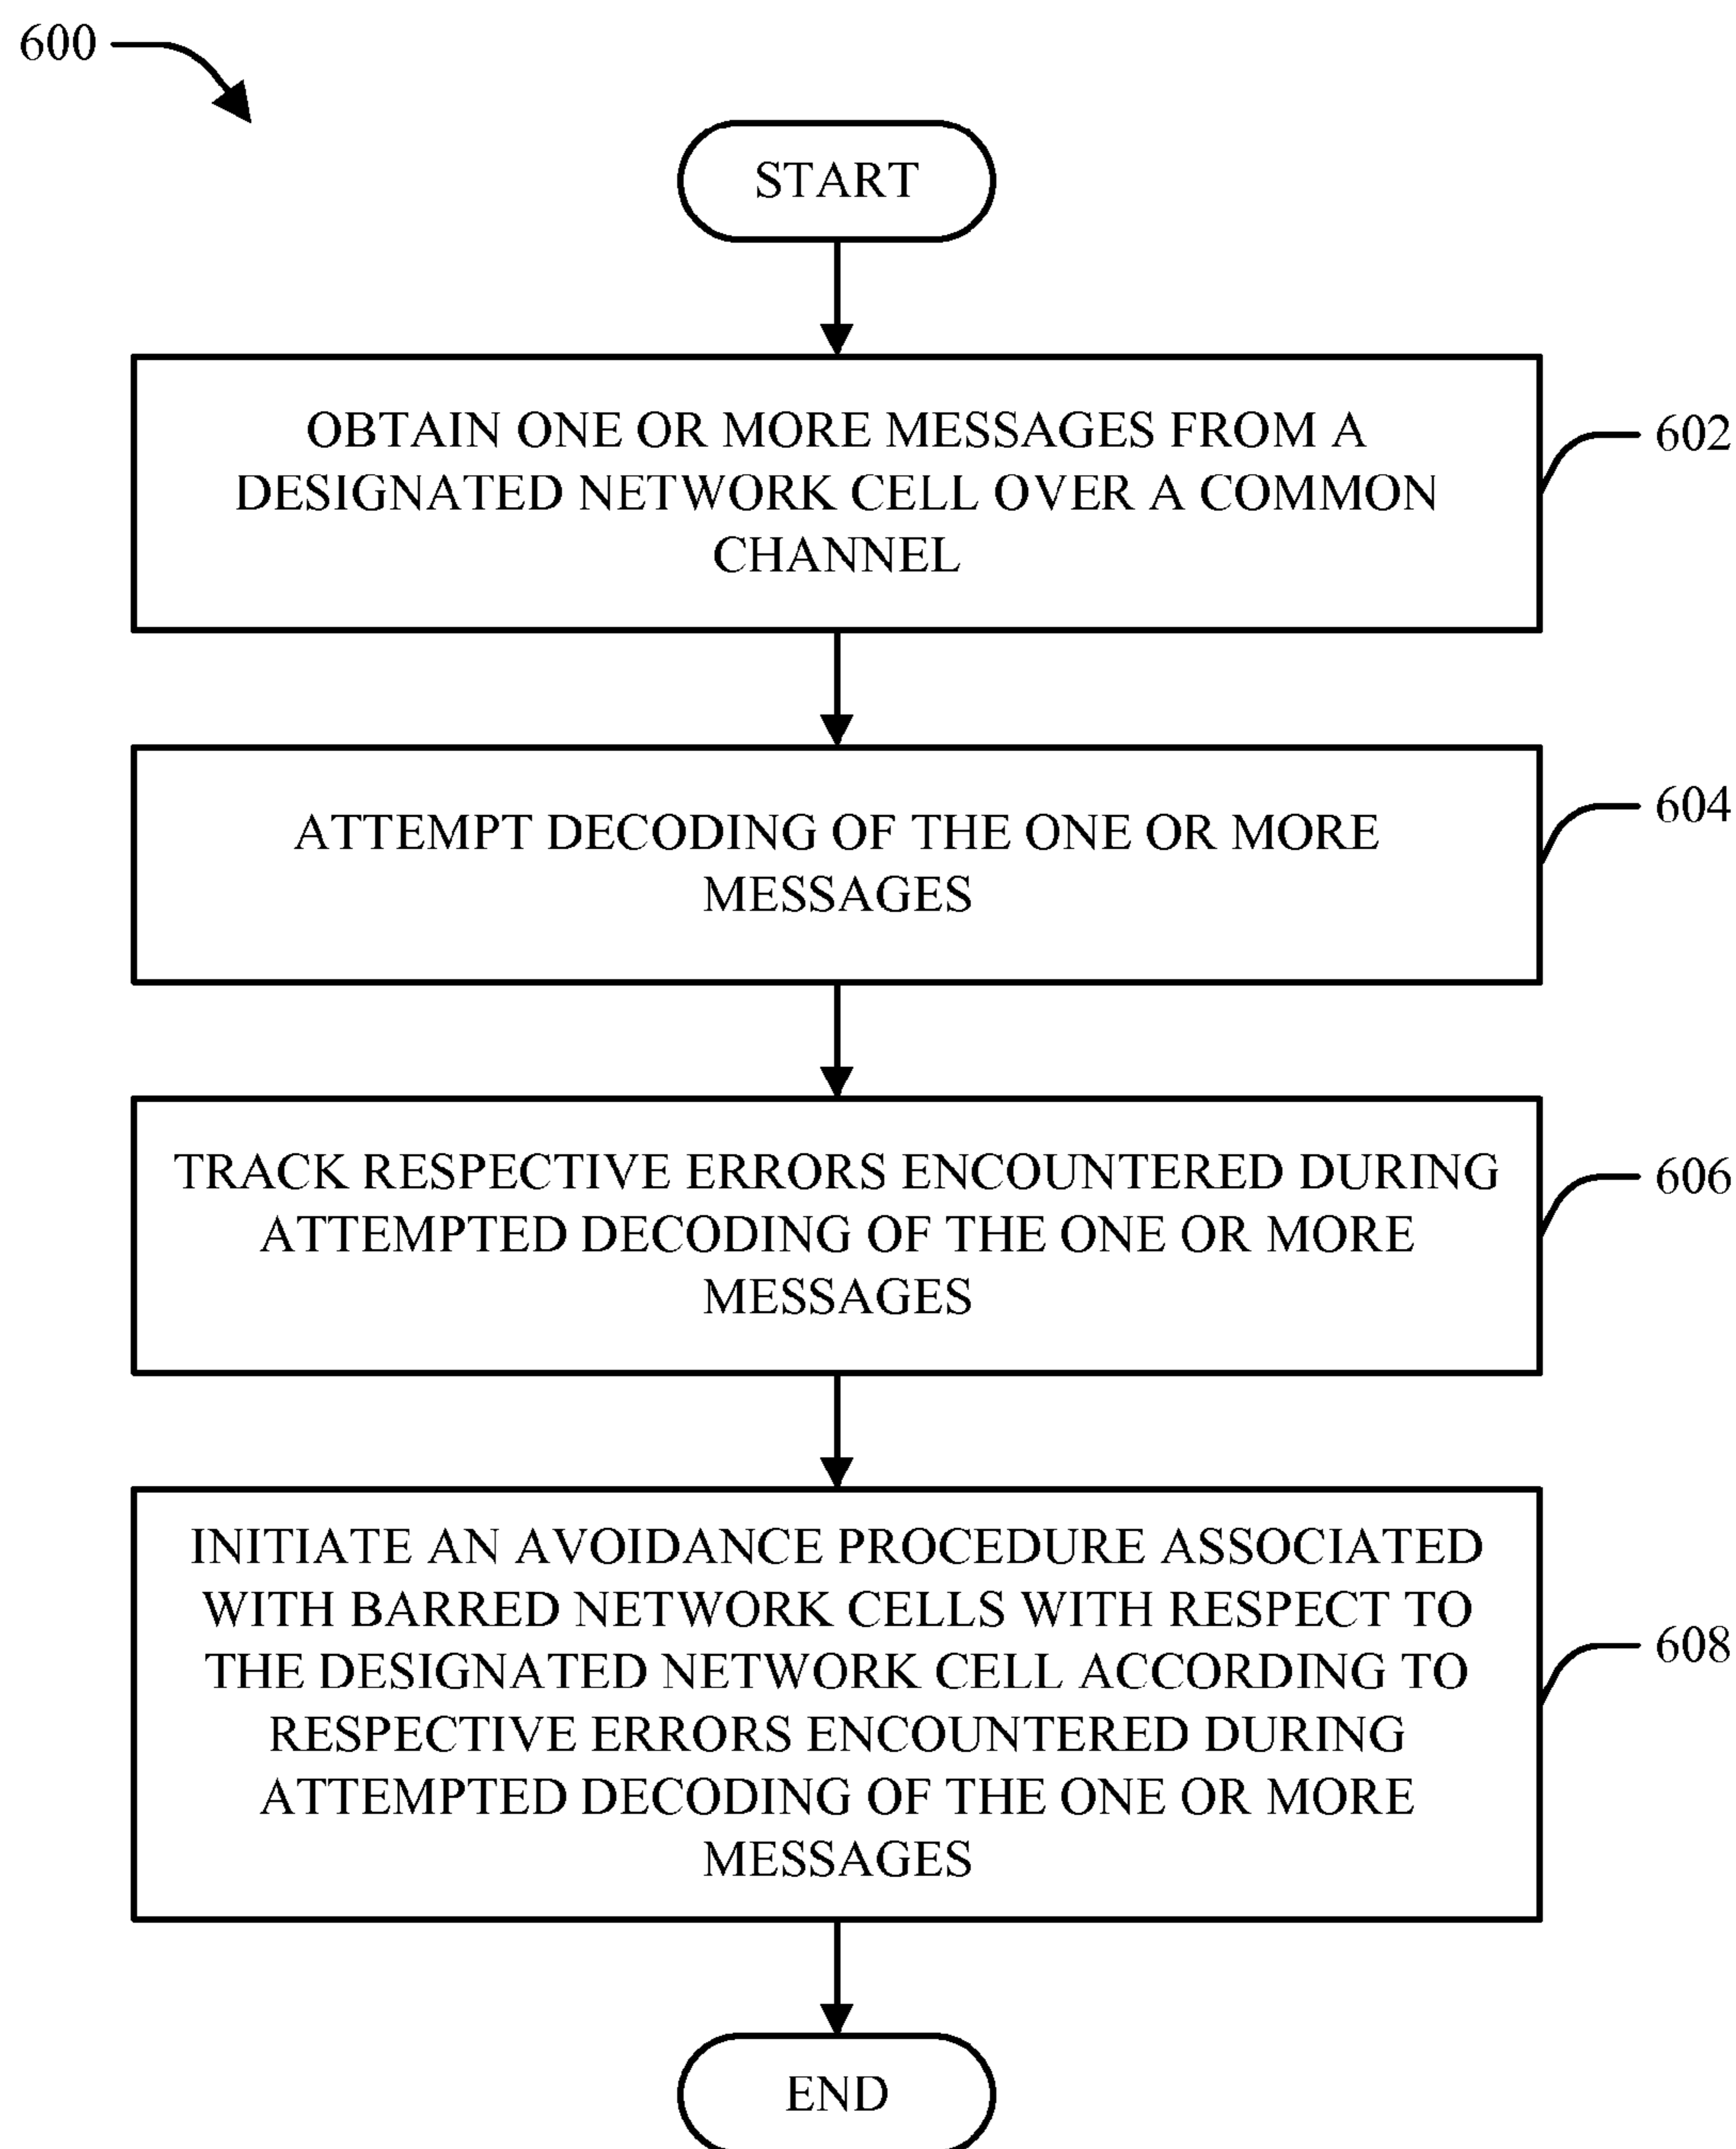 600
START
OBTAIN ONE OR MORE MESSAGES FROM A
DESIGNATED NETWORK CELL OVER A COMMON
CHANNEL
602
ATTEMPT DECODING OF THE ONE OR MORE
MESSAGES
604
TRACK RESPECTIVE ERRORS ENCOUNTERED DURING
ATTEMPTED DECODING OF THE ONE OR MORE
MESSAGES
606
INITIATE AN AVOIDANCE PROCEDURE ASSOCIATED
WITH BARRED NETWORK CELLS WITH RESPECT TO
THE DESIGNATED NETWORK CELL ACCORDING TO
RESPECTIVE ERRORS ENCOUNTERED DURING
ATTEMPTED DECODING OF THE ONE OR MORE
MESSAGES
608
END